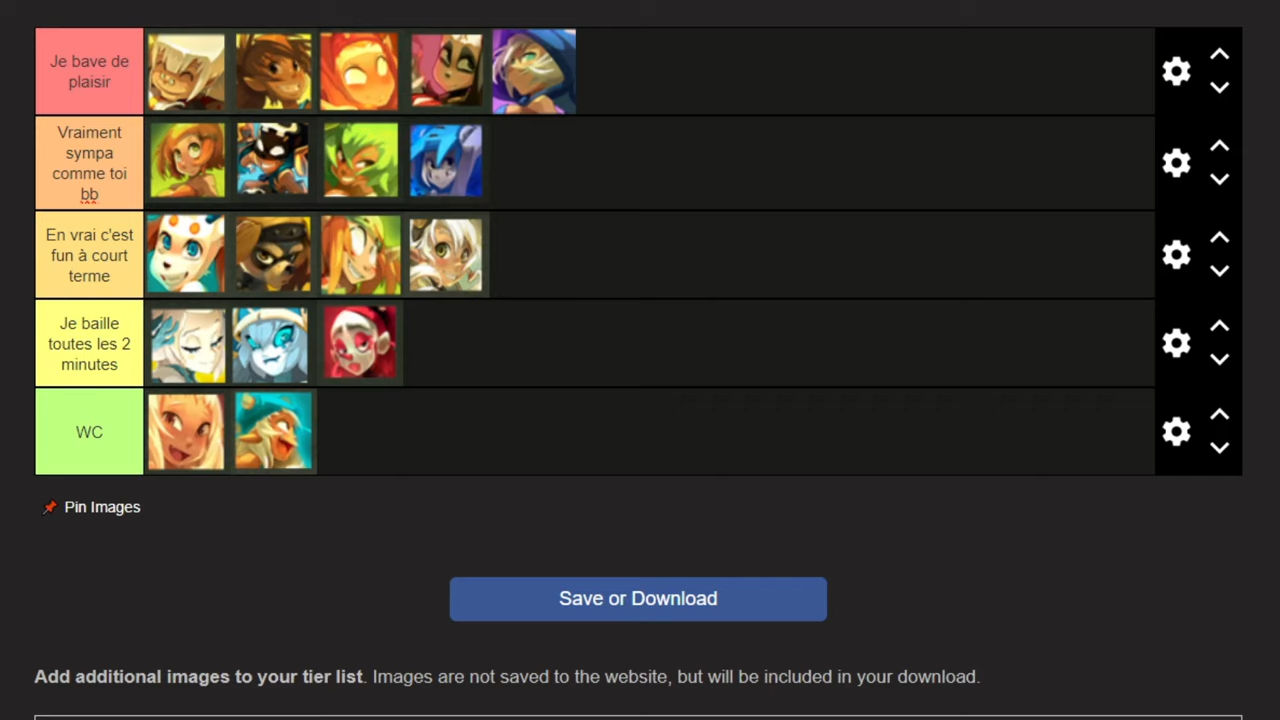 Je bave de
plaisir
Vraiment
sympa
comme toi
bb
En vrai c'est
fun à court
terme
Je baille
toutes les 2
minutes
WC
Pin Images
Save or Download
Add additional images to your tier list. Images are not saved to the website, but will be included in your download.